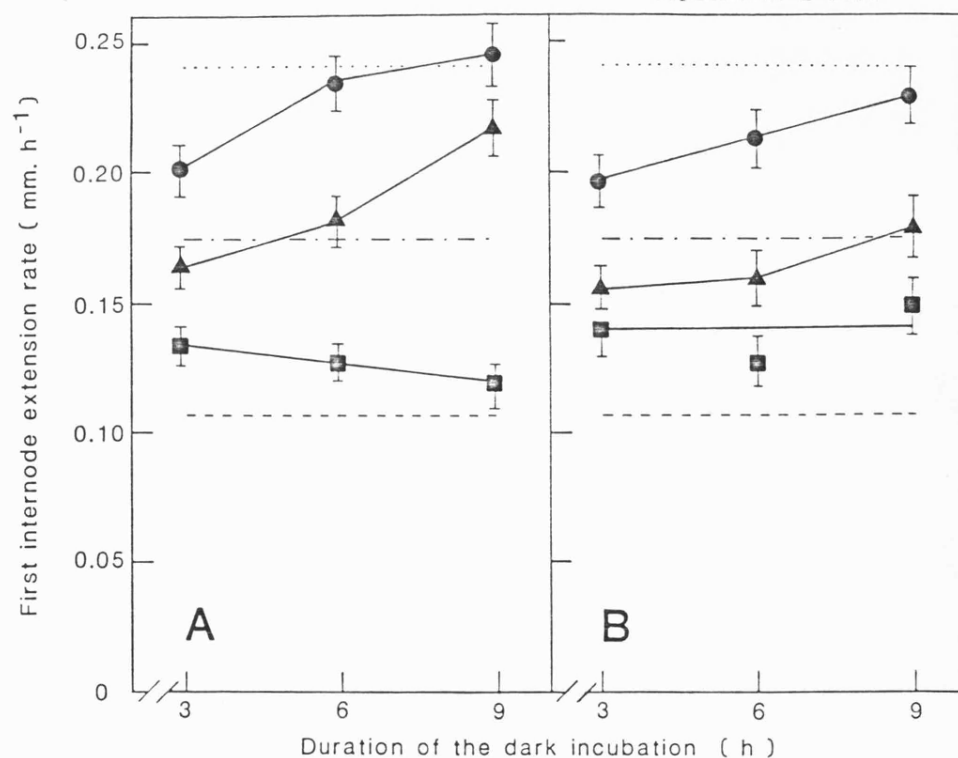 First internode extension rate ( mm. h⁻¹ )
0.25
0.20
0.15
0.10
0.05
0
A
B
3 6 9 3 6 9
Duration of the dark incubation ( h )